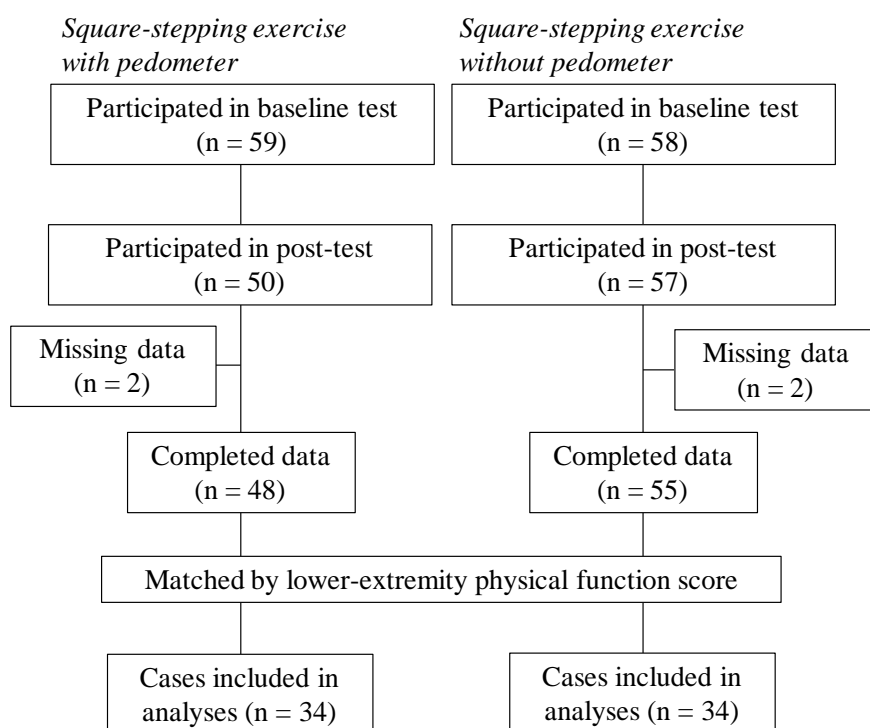 Square-stepping exercise
with pedometer
Square-stepping exercise
without pedometer
Participated in baseline test
(n = 59)
Participated in baseline test
(n = 58)
Participated in post-test
(n = 50)
Participated in post-test
(n = 57)
Missing data
(n = 2)
Missing data
(n = 2)
Completed data
(n = 48)
Completed data
(n = 55)
Matched by lower-extremity physical function score
Cases included in
analyses (n = 34)
Cases included in
analyses (n = 34)